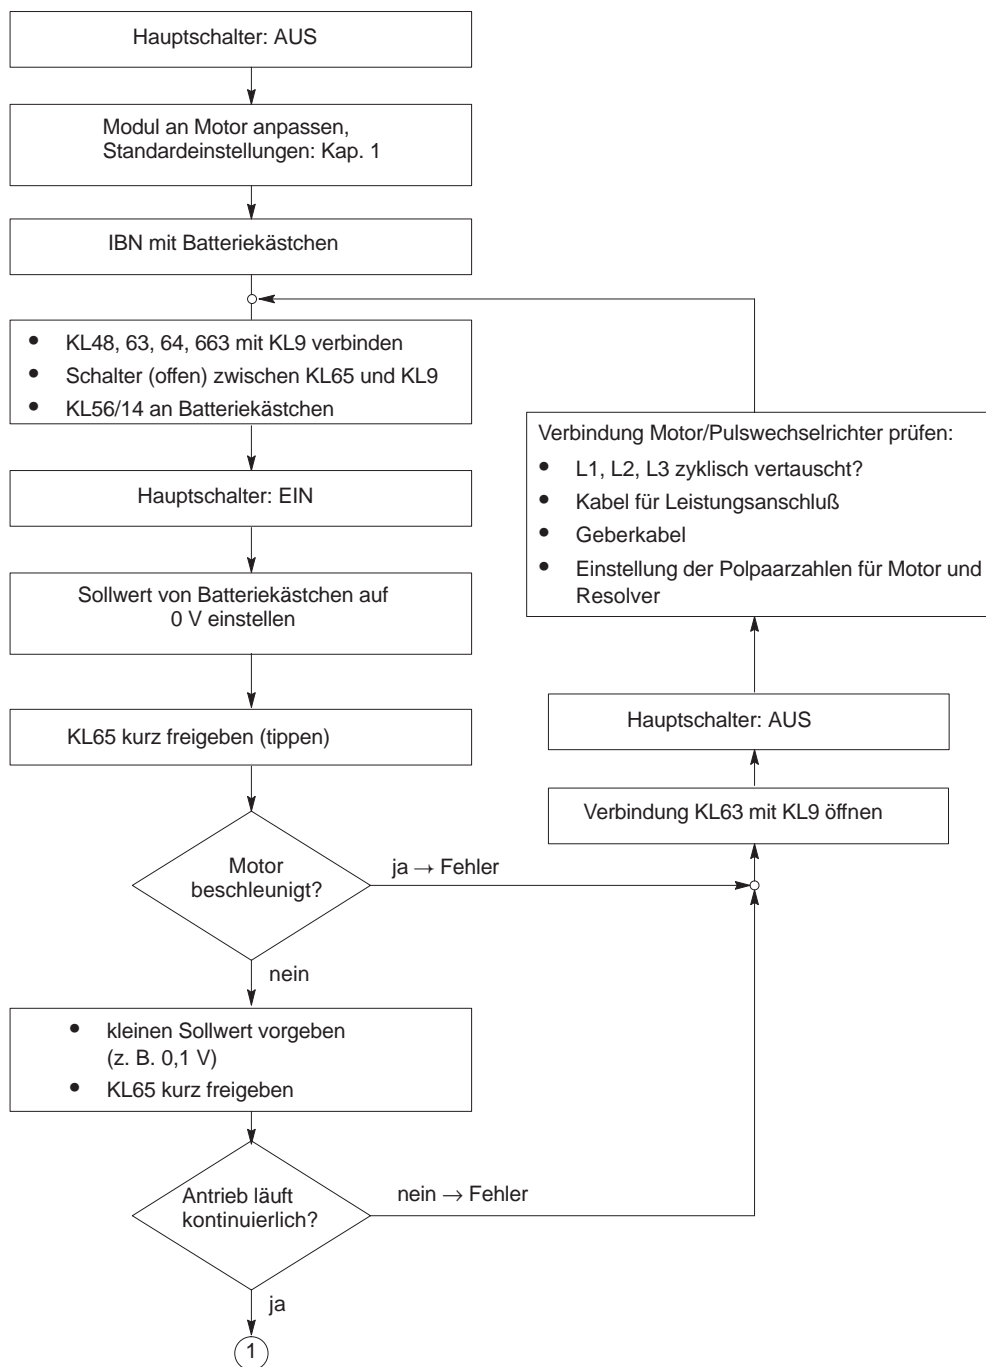 Hauptschalter: AUS
Modul an Motor anpassen,
Standardeinstellungen: Kap. 1
IBN mit Batteriekästchen
• KL48, 63, 64, 663 mit KL9 verbinden
• Schalter (offen) zwischen KL65 und KL9
• KL56/14 an Batteriekästchen
Hauptschalter: EIN
Sollwert von Batteriekästchen auf
0 V einstellen
KL65 kurz freigeben (tippen)
Motor
beschleunigt?
ja → Fehler
nein
• kleinen Sollwert vorgeben
(z. B. 0,1 V)
• KL65 kurz freigeben
Antrieb läuft
kontinuierlich?
nein → Fehler
ja
1
Verbindung Motor/Pulswechselrichter prüfen:
• L1, L2, L3 zyklisch vertauscht?
• Kabel für Leistungsanschluß
• Geberkabel
• Einstellung der Polpaarzahlen für Motor und
Resolver
Hauptschalter: AUS
Verbindung KL63 mit KL9 öffnen